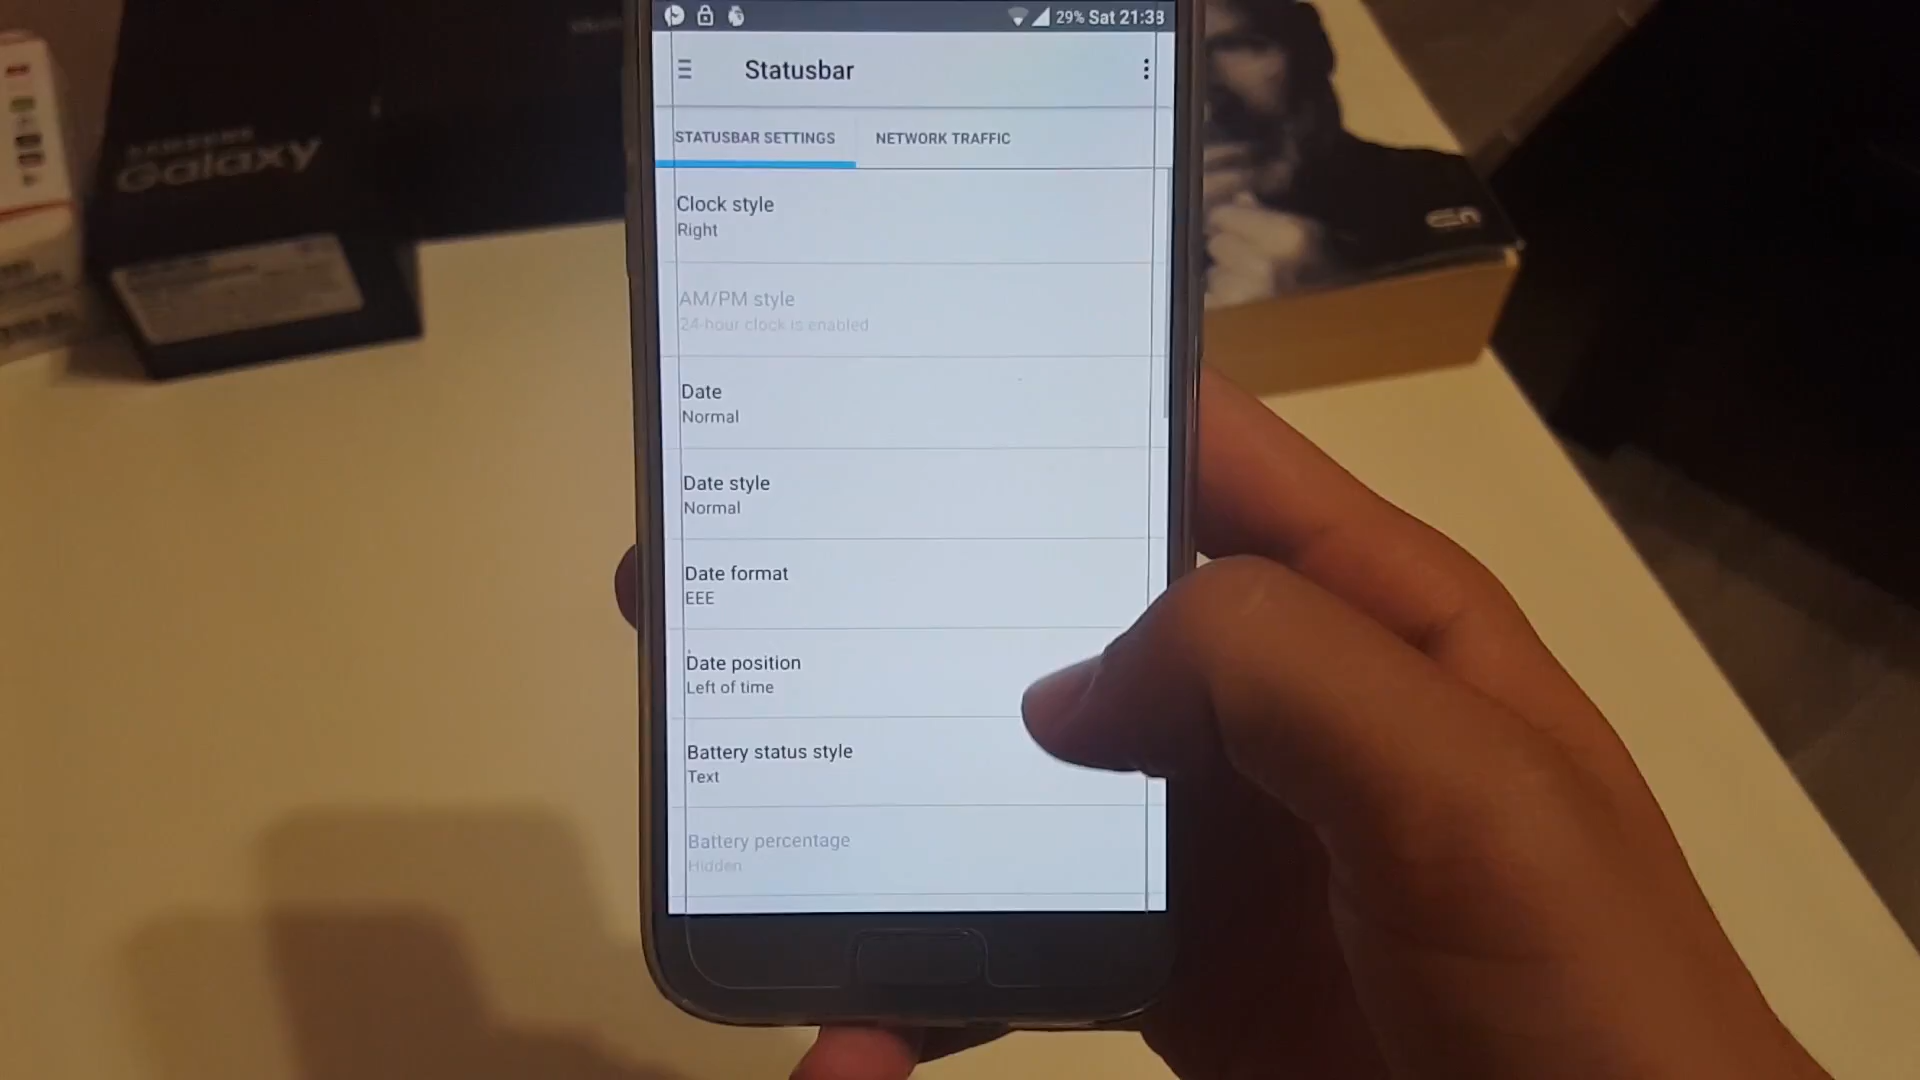 29% Sat 21:38
Statusbar
STATUSBAR SETTINGS
NETWORK TRAFFIC
Clock style
Right
AM/PM style
24-hour clock is enabled
Date
Normal
Date style
Normal
Date format
EEE
Date position
Left of time
Battery status style
Text
Battery percentage
Hidden
SAMSUNG
Galaxy